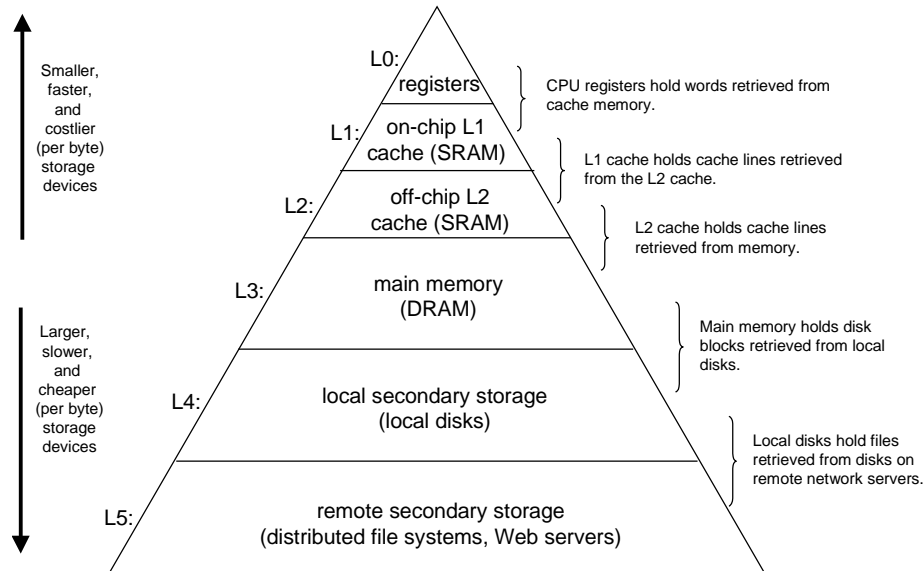 L0:
registers
CPU registers hold words retrieved from
cache memory.
Smaller,
faster,
and
costlier
(per byte)
storage
devices
L1:
on-chip L1
cache (SRAM)
L1 cache holds cache lines retrieved
from the L2 cache.
L2:
off-chip L2
cache (SRAM)
L2 cache holds cache lines
retrieved from memory.
L3:
main memory
(DRAM)
Main memory holds disk
blocks retrieved from local
disks.
Larger,
slower,
and
cheaper
(per byte)
storage
devices
L4:
local secondary storage
(local disks)
Local disks hold files
retrieved from disks on
remote network servers.
L5:
remote secondary storage
(distributed file systems, Web servers)